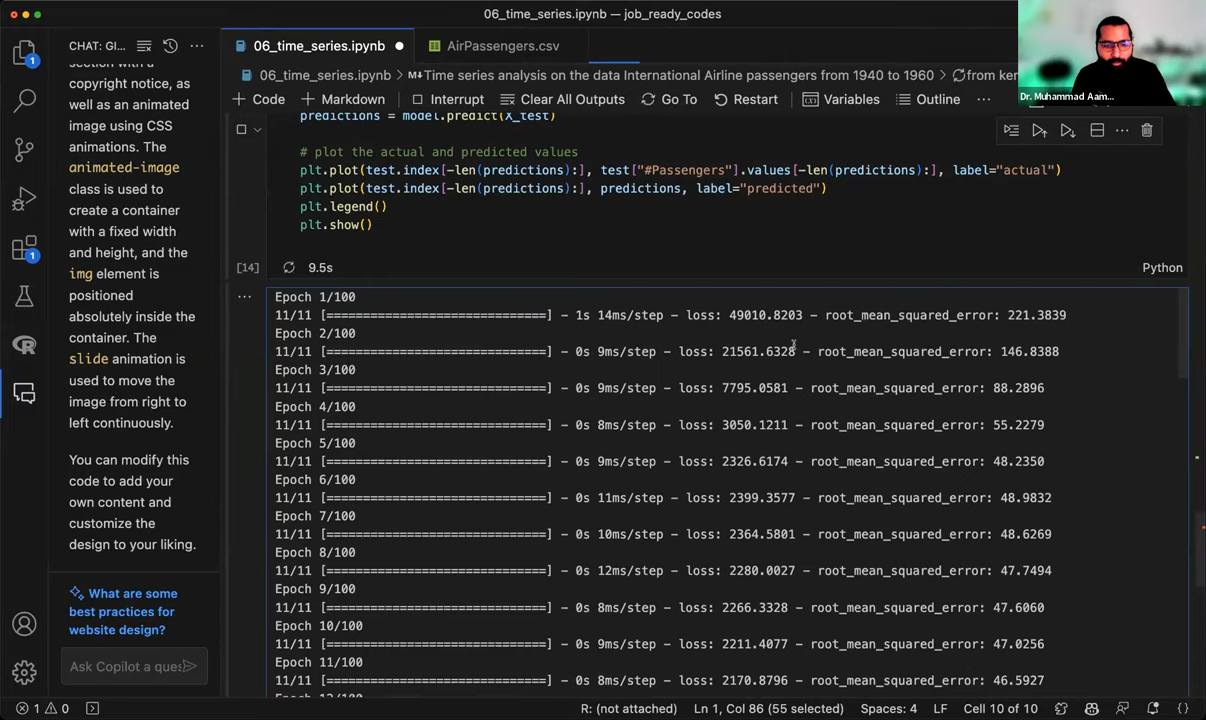 06_time_series.ipynb — job_ready_codes
CHAT: GI...
section with a
copyright notice, as
well as an animated
image using CSS
animations. The
animated-image
class is used to
create a container
with a fixed width
and height, and the
img element is
positioned
absolutely inside the
container. The
slide animation is
used to move the
image from right to
left continuously.
You can modify this
code to add your
own content and
customize the
design to your liking.
What are some
best practices for
website design?
Ask Copilot a ques
06_time_series.ipynb
AirPassengers.csv
06_time_series.ipynb > M↓Time series analysis on the data International Airline passengers from 1940 to 1960 > from ker
+ Code + Markdown Interrupt Clear All Outputs Go To Restart Variables Outline ...
predictions = model.predict(X_test)
# plot the actual and predicted values
plt.plot(test.index[-len(predictions):], test["#Passengers"].values[-len(predictions):], label="actual")
plt.plot(test.index[-len(predictions):], predictions, label="predicted")
plt.legend()
plt.show()
[14] 9.5s Python
Epoch 1/100
11/11 [==============================] - 1s 14ms/step - loss: 49010.8203 - root_mean_squared_error: 221.3839
Epoch 2/100
11/11 [==============================] - 0s 9ms/step - loss: 21561.6328 - root_mean_squared_error: 146.8388
Epoch 3/100
11/11 [==============================] - 0s 9ms/step - loss: 7795.0581 - root_mean_squared_error: 88.2896
Epoch 4/100
11/11 [==============================] - 0s 8ms/step - loss: 3050.1211 - root_mean_squared_error: 55.2279
Epoch 5/100
11/11 [==============================] - 0s 9ms/step - loss: 2326.6174 - root_mean_squared_error: 48.2350
Epoch 6/100
11/11 [==============================] - 0s 11ms/step - loss: 2399.3577 - root_mean_squared_error: 48.9832
Epoch 7/100
11/11 [==============================] - 0s 10ms/step - loss: 2364.5801 - root_mean_squared_error: 48.6269
Epoch 8/100
11/11 [==============================] - 0s 12ms/step - loss: 2280.0027 - root_mean_squared_error: 47.7494
Epoch 9/100
11/11 [==============================] - 0s 8ms/step - loss: 2266.3328 - root_mean_squared_error: 47.6060
Epoch 10/100
11/11 [==============================] - 0s 9ms/step - loss: 2211.4077 - root_mean_squared_error: 47.0256
Epoch 11/100
11/11 [==============================] - 0s 8ms/step - loss: 2170.8796 - root_mean_squared_error: 46.5927
Dr. Muhammad Aam...
1 0 R: (not attached) Ln 1, Col 86 (55 selected) Spaces: 4 LF Cell 10 of 10